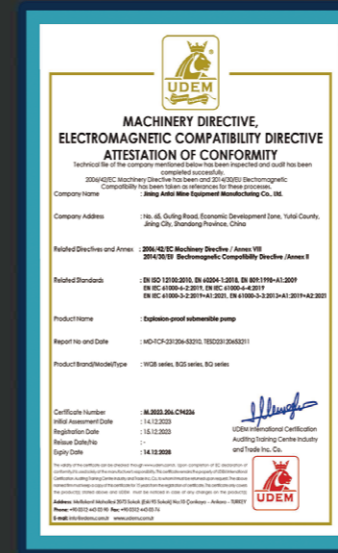 UDEM
MACHINERY DIRECTIVE,
ELECTROMAGNETIC COMPATIBILITY DIRECTIVE
ATTESTATION OF CONFORMITY
Technical file of the company mentioned below has been inspected and audit has been
completed successfully.
2006/42/EC Machinery Directive has been and 2014/30/EU Electromagnetic
Compatibility has been taken as references for these processes.
Company Name : Jining Antai Mine Equipment Manufacturing Co., Ltd.
Company Address : No. 65, Guting Road, Economic Development Zone, Yutai County,
Jining City, Shandong Province, China
Related Directives and Annex : 2006/42/EC Machinery Directive / Annex VIII
2014/30/EU Electromagnetic Compatibility Directive /Annex II
Related Standards : EN ISO 12100:2010, EN 60204-1:2018, EN 809:1998+A1:2009
EN IEC 61000-6-2:2019, EN IEC 61000-6-4:2019
EN IEC 61000-3-2:2019+A1:2021, EN 61000-3-3:2013+A1:2019+A2:2021
Product Name : Explosion-proof submersible pump
Report No and Date : MD-TCF-231206-53210, TESD23120653211
Product Brand/Model/Type : WQB series, BQS series, BQ series
Certificate Number : M.2023.206.C94236
Initial Assessment Date : 14.12.2023
Registration Date : 15.12.2023
Reissue Date/No : -
Expiry Date : 14.12.2028
UDEM International Certification
Auditing Training Centre Industry
and Trade Inc. Co.
UDEM